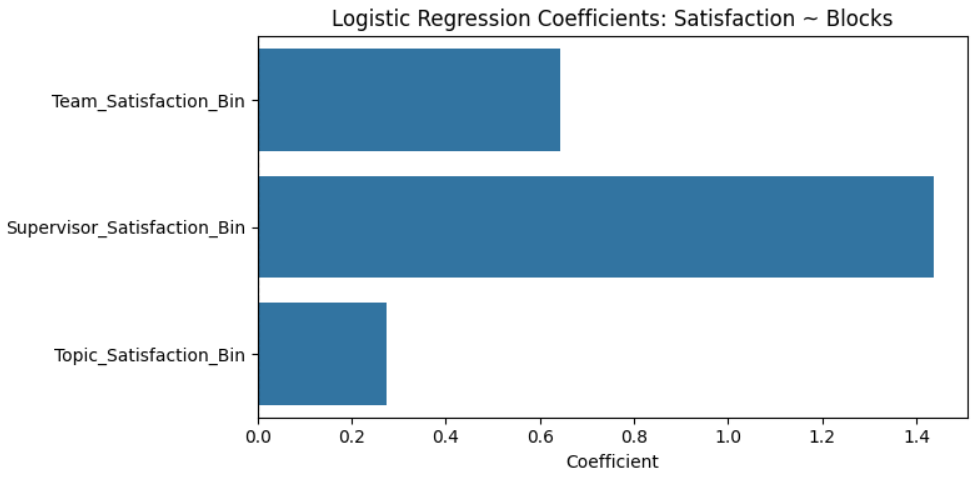 Logistic Regression Coefficients: Satisfaction ~ Blocks
Team_Satisfaction_Bin
Supervisor_Satisfaction_Bin
Topic_Satisfaction_Bin
0.0 0.2 0.4 0.6 0.8 1.0 1.2 1.4
Coefficient